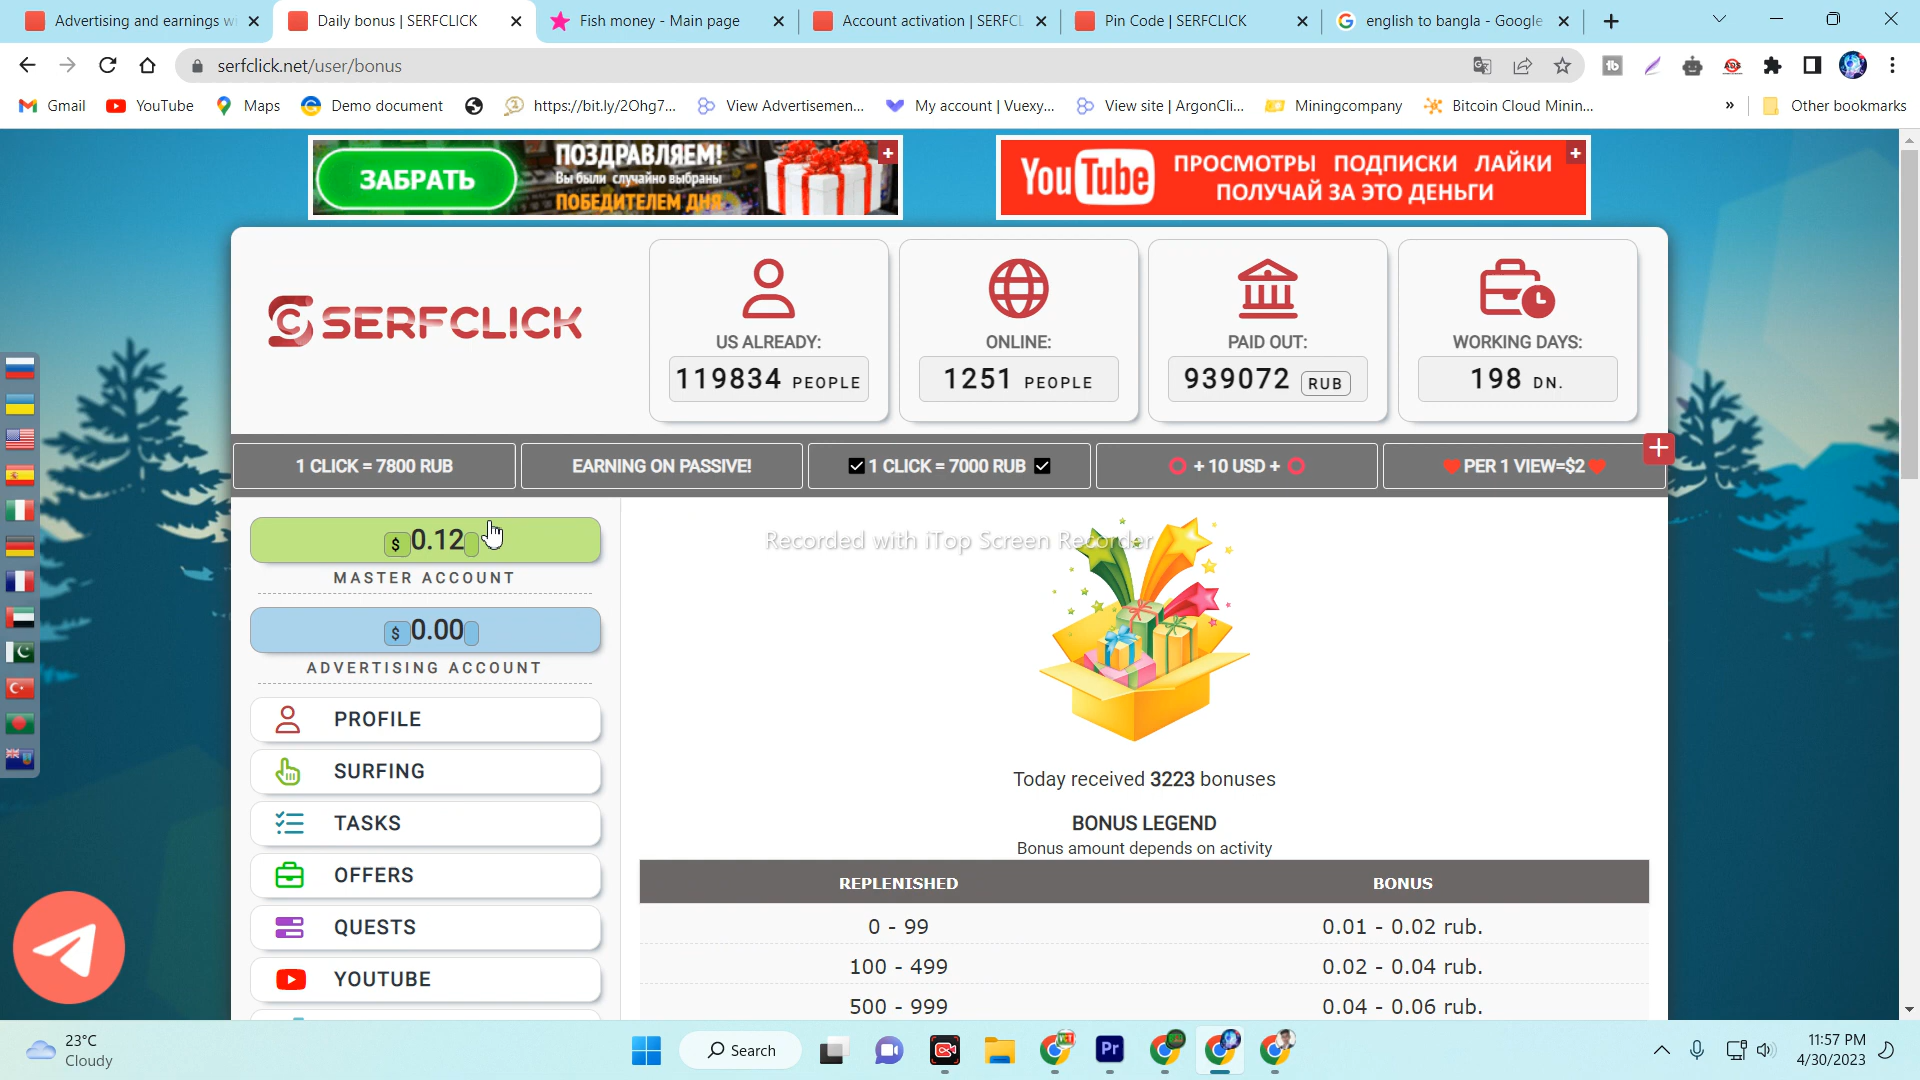 Advertising and earnings w
Daily bonus | SERFCLICK
Fish money - Main page
Account activation | SERFCL
Pin Code | SERFCLICK
english to bangla - Google
serfclick.net/user/bonus
Gmail
YouTube
Maps
Demo document
https://bit.ly/2Ohg7...
View Advertisemen...
My account | Vuexy...
View site | ArgonCli...
Miningcompany
Bitcoin Cloud Minin...
»
Other bookmarks
ЗАБРАТЬ
ПОЗДРАВЛЯЕМ!
Вы были случайно выбраны
ПОБЕДИТЕЛЕМ ДНЯ
YouTube
ПРОСМОТРЫ ПОДПИСКИ ЛАЙКИ
ПОЛУЧАЙ ЗА ЭТО ДЕНЬГИ
SERFCLICK
US ALREADY:
119834 PEOPLE
ONLINE:
1251 PEOPLE
PAID OUT:
939072 RUB
WORKING DAYS:
198 DN.
1 CLICK = 7800 RUB
EARNING ON PASSIVE!
1 CLICK = 7000 RUB
+ 10 USD +
PER 1 VIEW=$2
$ 0.12
MASTER ACCOUNT
$ 0.00
ADVERTISING ACCOUNT
PROFILE
SURFING
TASKS
OFFERS
QUESTS
YOUTUBE
Recorded with iTop Screen Recorder
Today received 3223 bonuses
BONUS LEGEND
Bonus amount depends on activity
REPLENISHED BONUS
0 - 99 0.01 - 0.02 rub.
100 - 499 0.02 - 0.04 rub.
500 - 999 0.04 - 0.06 rub.
23°C
Cloudy
Search
Pr
11:57 PM
4/30/2023